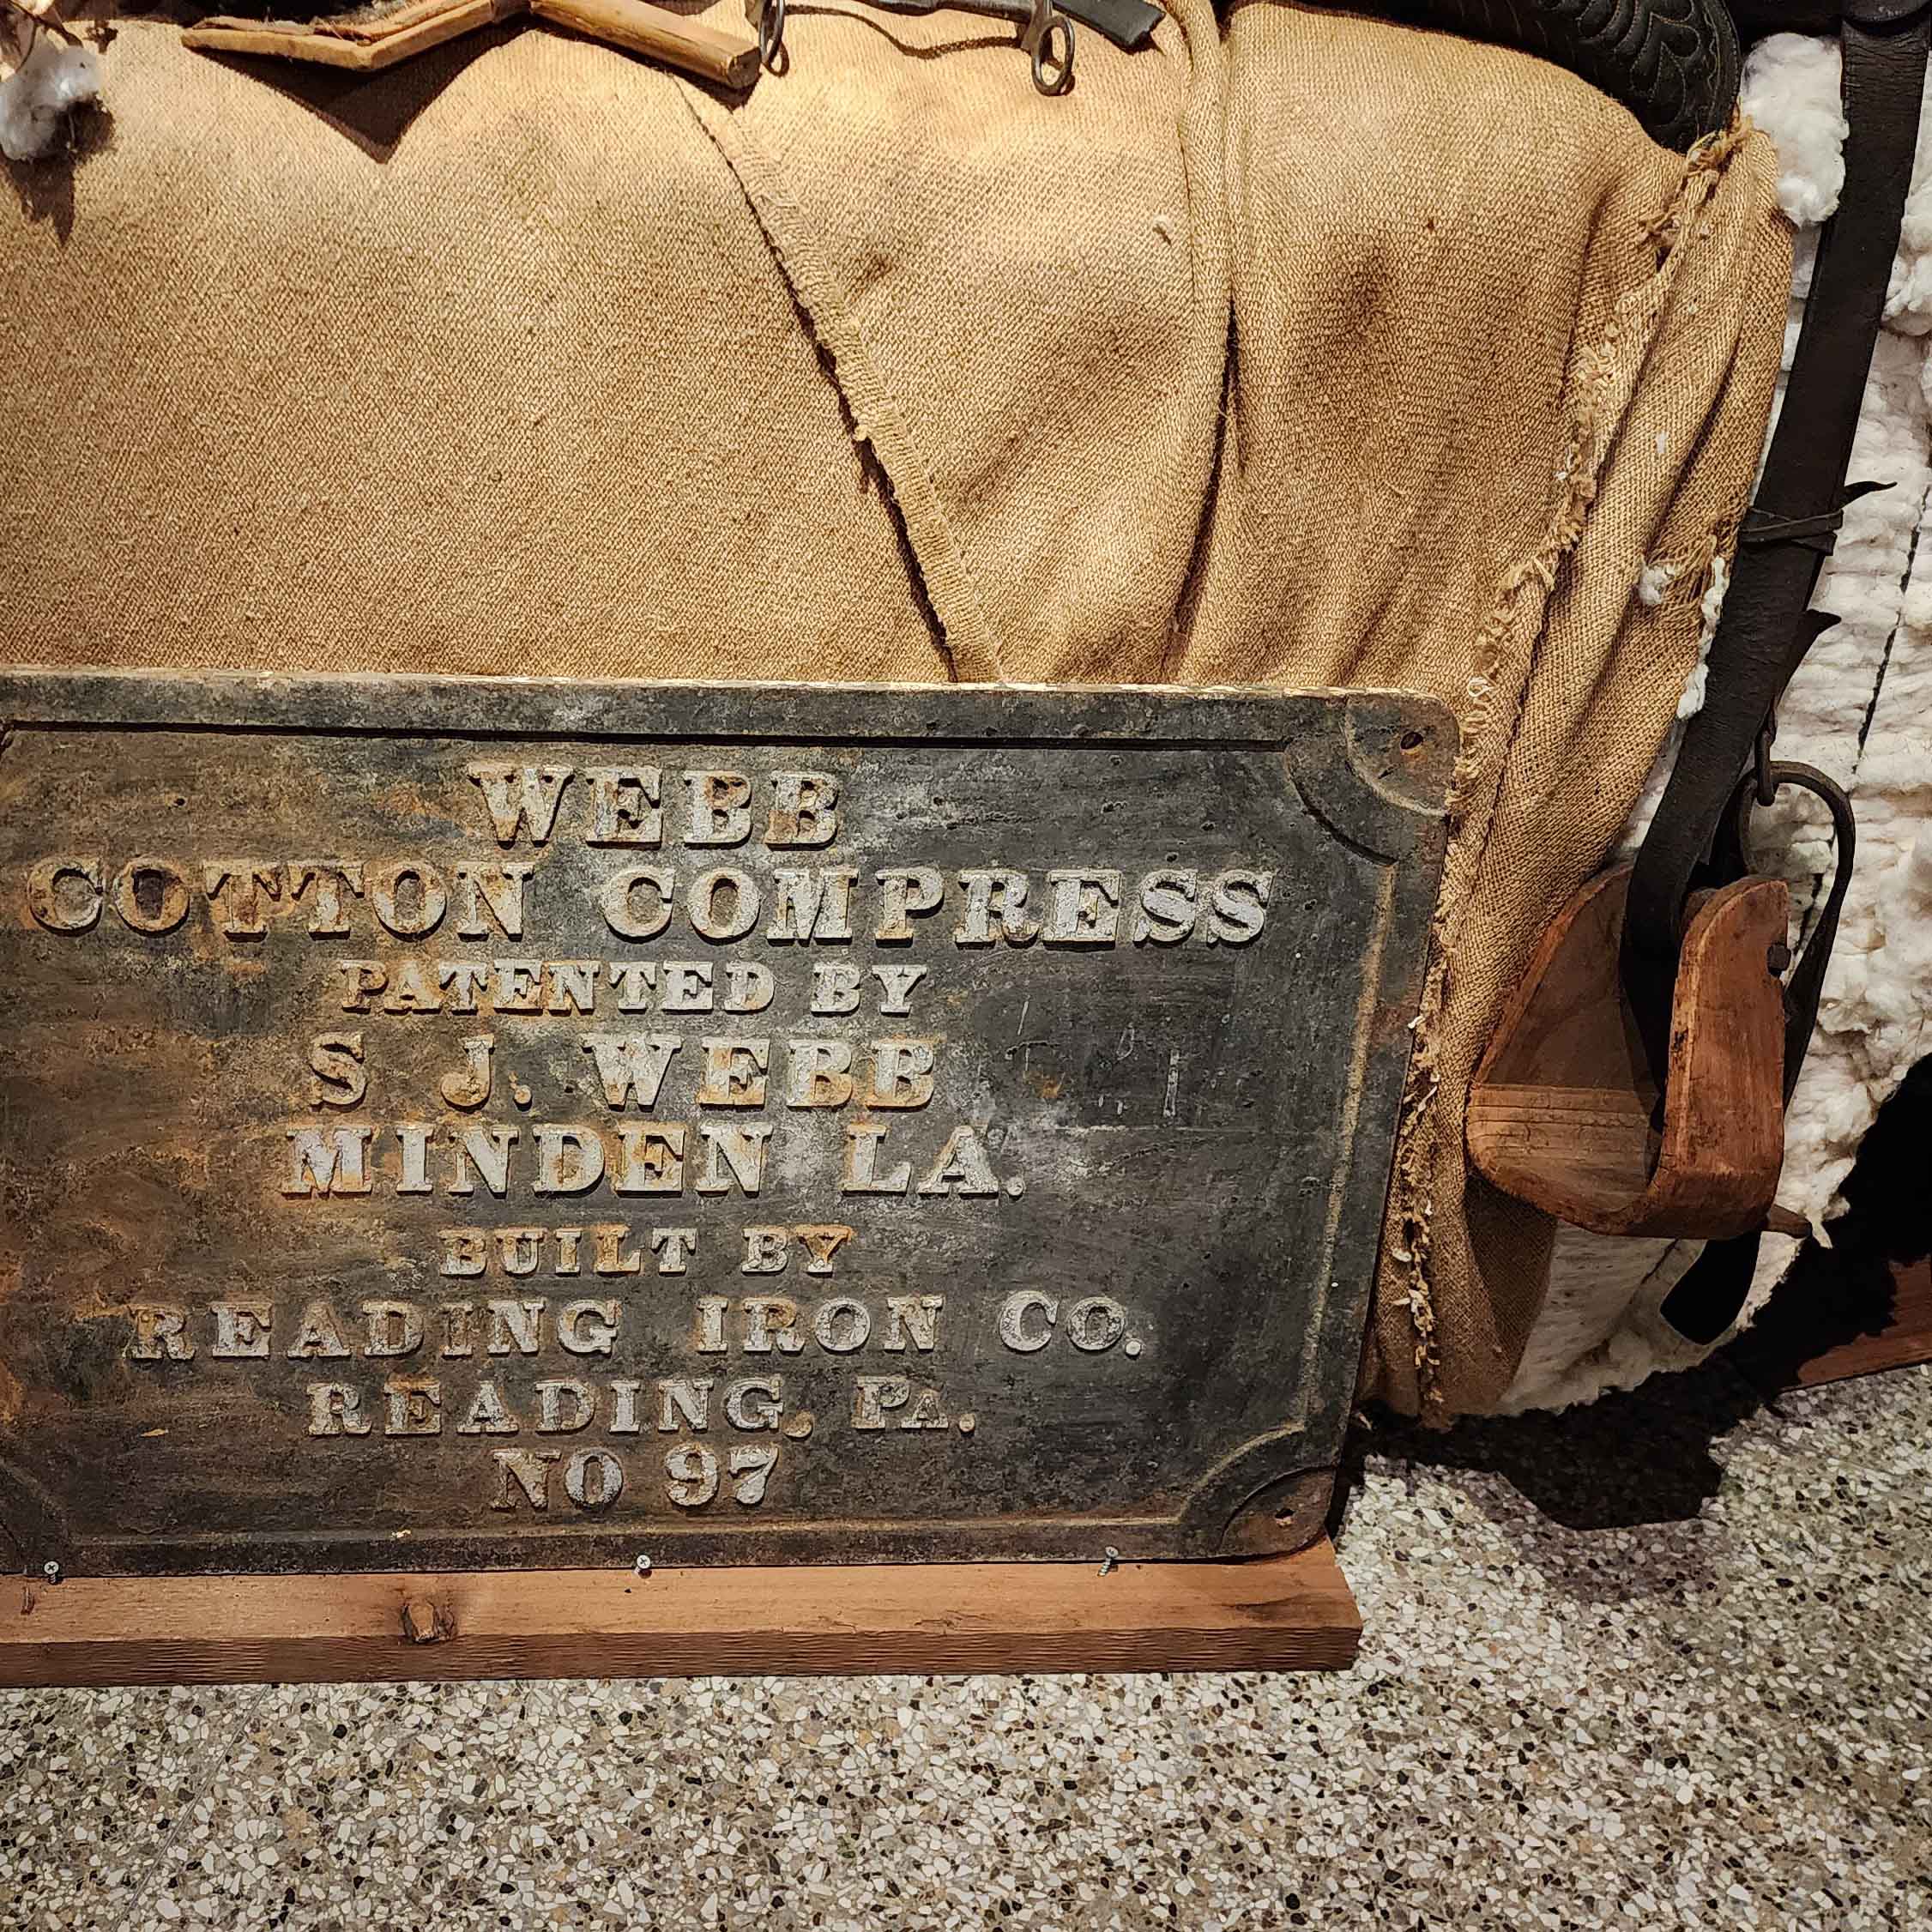 WEBB
COTTON COMPRESS
PATENTED BY
S J. WEBB
MINDEN LA.
BUILT BY
READING IRON CO.
READING, PA.
NO 97